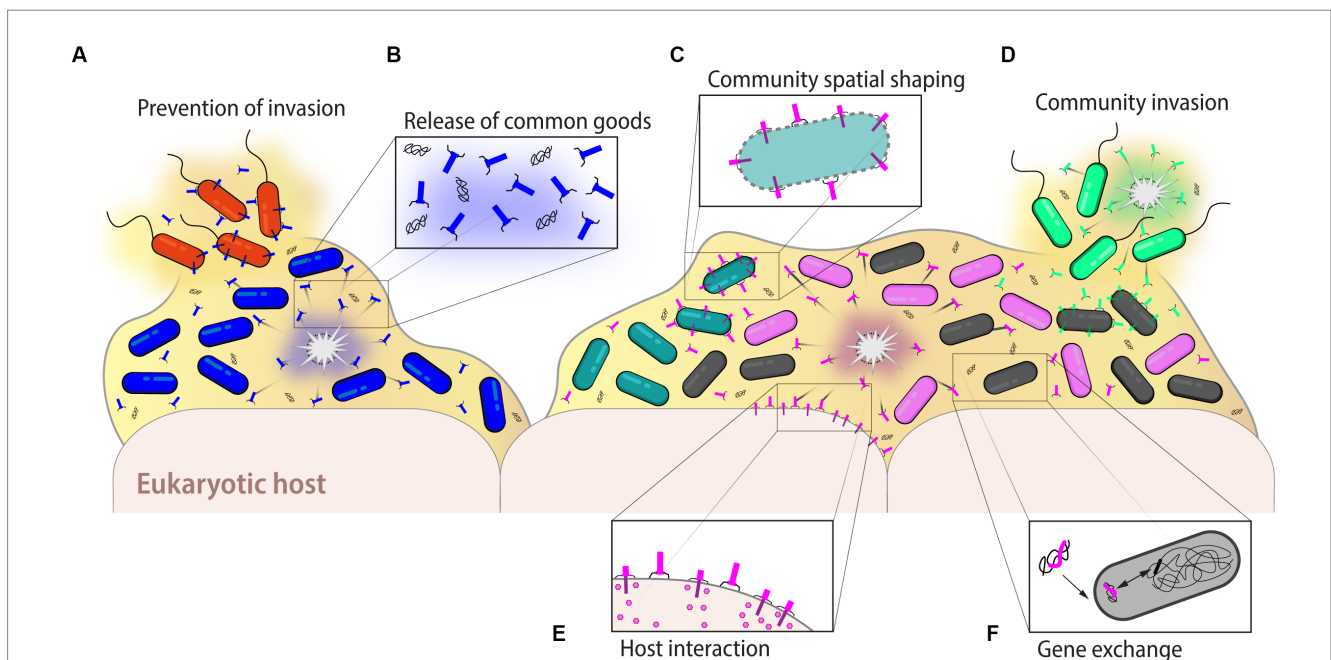 A
B
C
D
Prevention of invasion
Release of common goods
Community spatial shaping
Community invasion
Eukaryotic host
E
Host interaction
F
Gene exchange